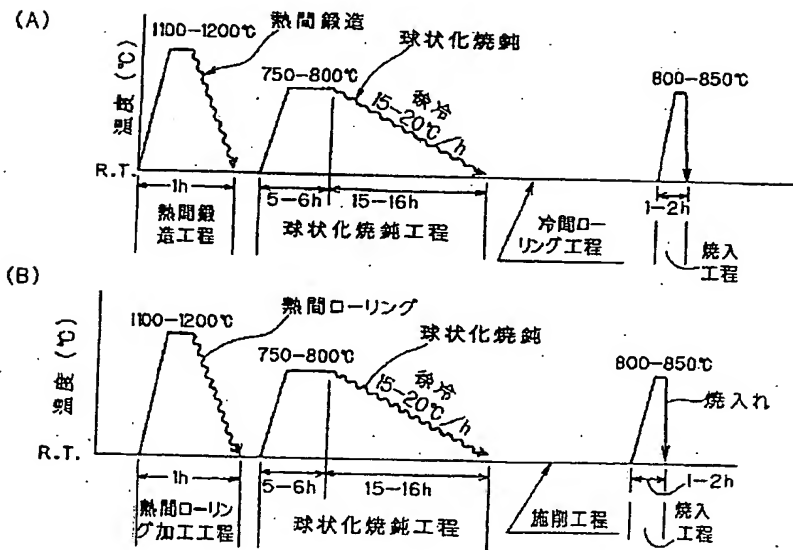 (A)
1100-1200℃
熱間鍛造
球状化焼鈍
750-800℃
徐冷
15-20℃/h
800-850℃
温度 (℃)
R.T.
1h
5-6h
15-16h
1-2h
熱間鍛
造工程
球状化焼鈍工程
冷間ロー
リング工程
焼入
工程
(B)
1100-1200℃
熱間ローリング
球状化焼鈍
750-800℃
徐冷
15-20℃/h
800-850℃
焼入れ
温度 (℃)
R.T.
1h
5-6h
15-16h
1-2h
熱間ローリン
グ加工工程
球状化焼鈍工程
施削工程
焼入
工程